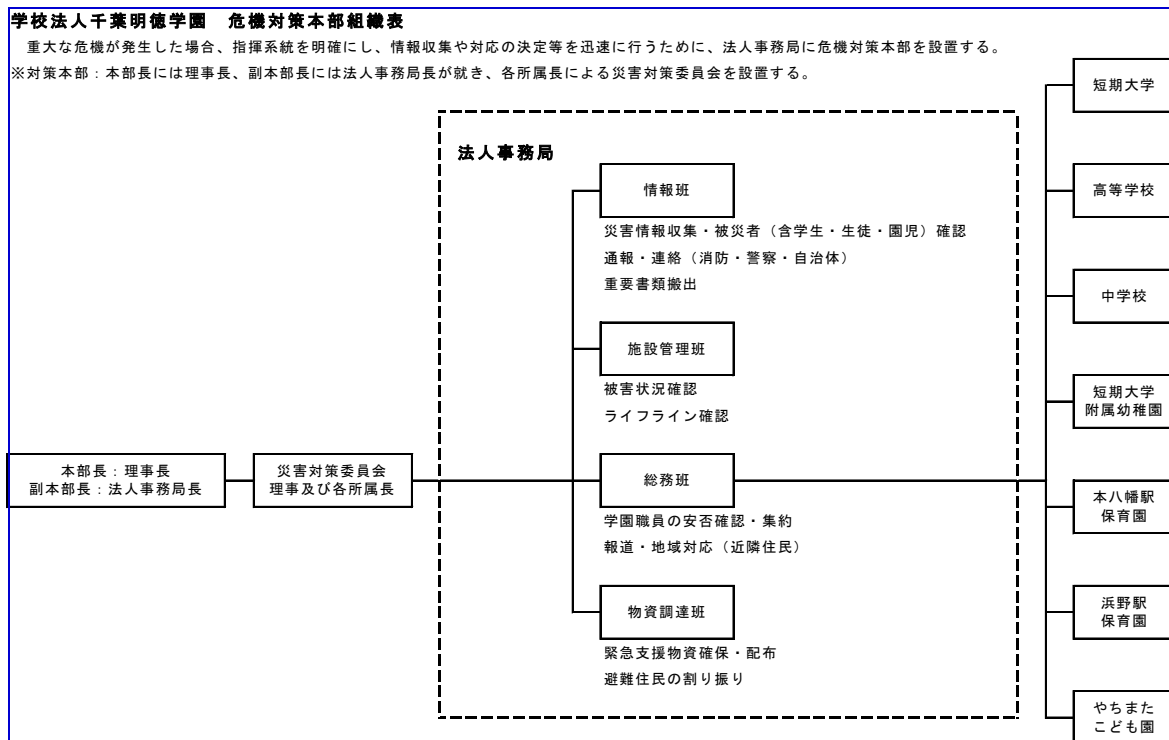 学校法人千葉明徳学園　危機対策本部組織表
重大な危機が発生した場合、指揮系統を明確にし、情報収集や対応の決定等を迅速に行うために、法人事務局に危機対策本部を設置する。
※対策本部：本部長には理事長、副本部長には法人事務局長が就き、各所属長による災害対策委員会を設置する。
本部長：理事長
副本部長：法人事務局長
災害対策委員会
理事及び各所属長
法人事務局
情報班
災害情報収集・被災者（含学生・生徒・園児）確認
通報・連絡（消防・警察・自治体）
重要書類搬出
施設管理班
被害状況確認
ライフライン確認
総務班
学園職員の安否確認・集約
報道・地域対応（近隣住民）
物資調達班
緊急支援物資確保・配布
避難住民の割り振り
短期大学
高等学校
中学校
短期大学
附属幼稚園
本八幡駅
保育園
浜野駅
保育園
やちまた
こども園